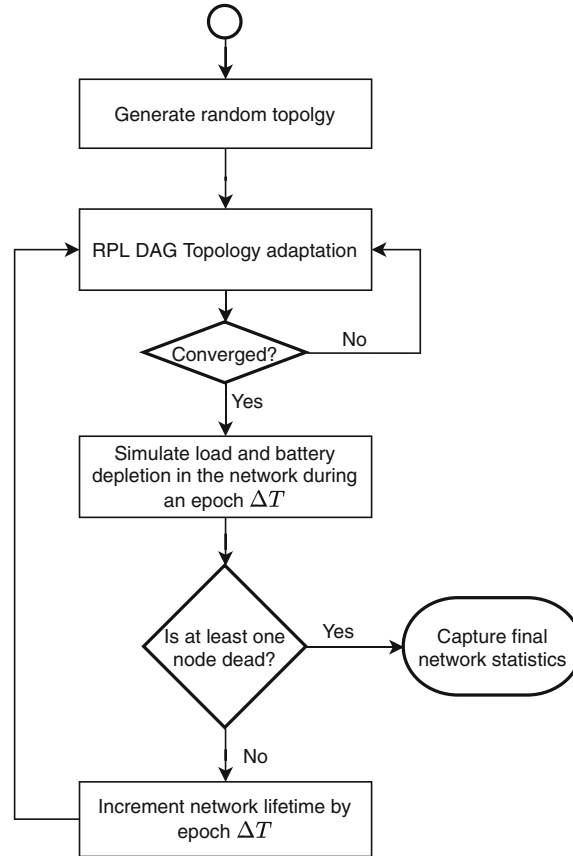 Generate random topolgy
RPL DAG Topology adaptation
No
Converged?
Yes
Simulate load and battery
depletion in the network during
an epoch ΔT
Is at least one
node dead?
Yes
Capture final
network statistics
No
Increment network lifetime by
epoch ΔT